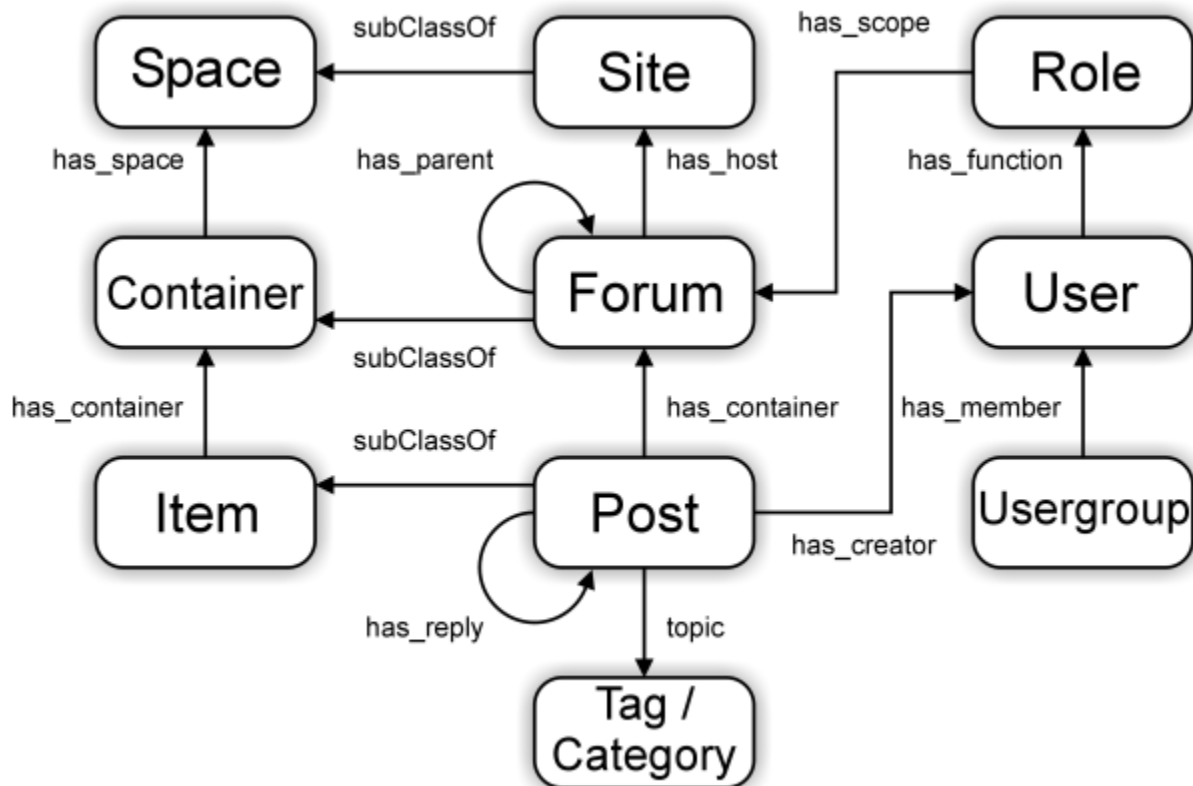 subClassOf
has_scope
Space
Site
Role
has_space
has_parent
has_host
has_function
Container
Forum
User
subClassOf
has_container
has_container
has_member
subClassOf
Item
Post
Usergroup
has_creator
has_reply
topic
Tag /
Category